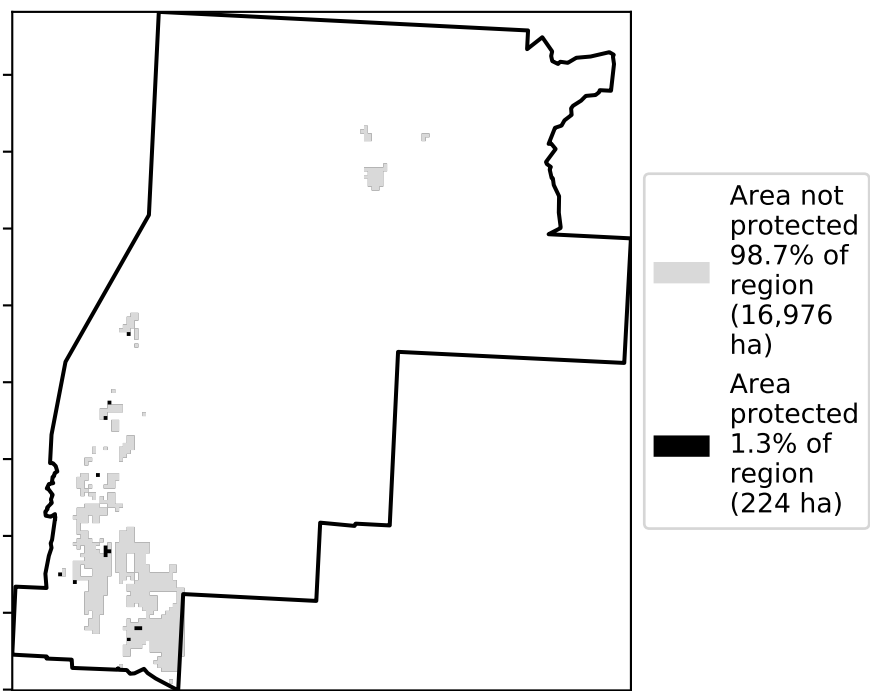 Area not
protected
98.7% of
region
(16,976
ha)
Area
protected
1.3% of
region
(224 ha)